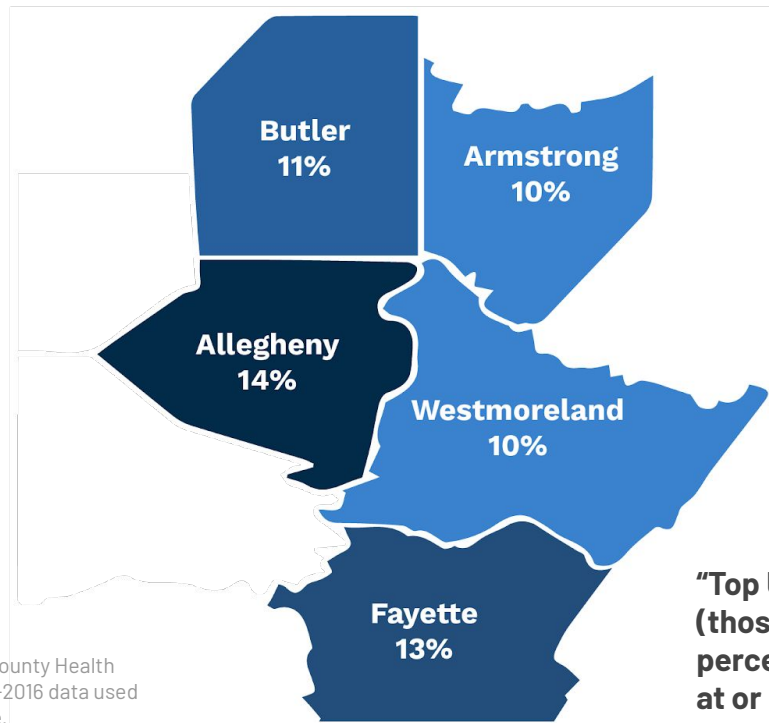 Butler
11%
Armstrong
10%
Allegheny
14%
Westmoreland
10%
Fayette
13%
“Top
(thos
perce
at or
ounty Health
-2016 data used